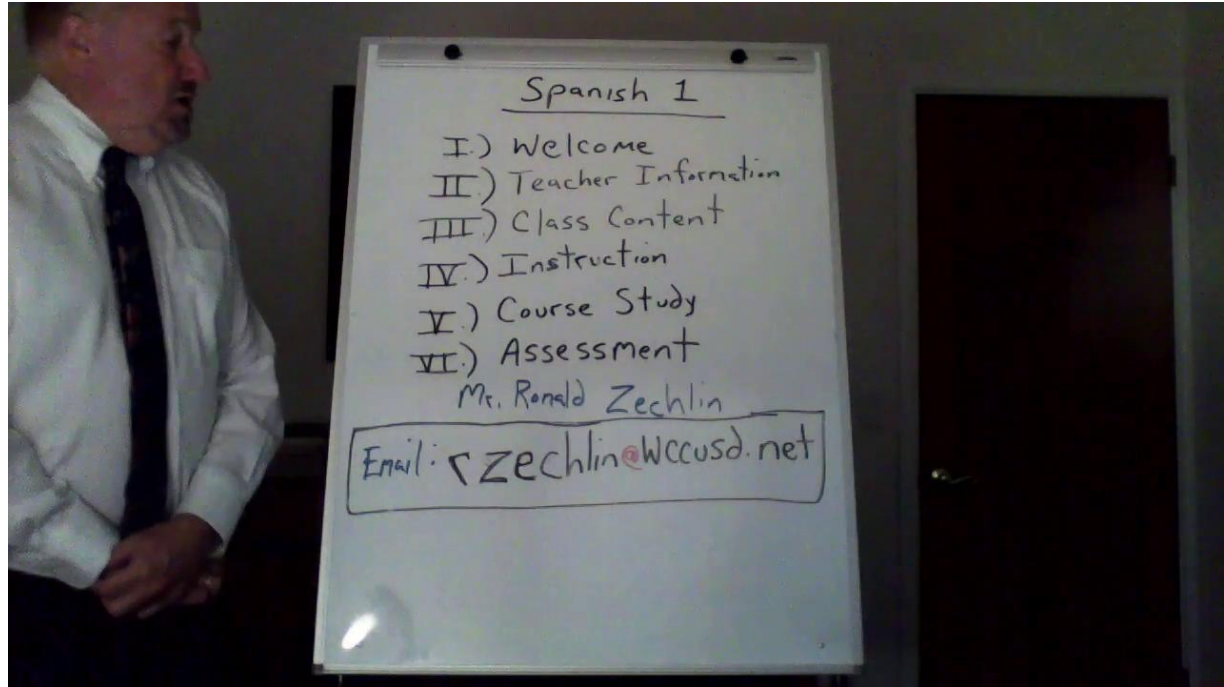 Spanish 1
I.) Welcome
II.) Teacher Information
III.) Class Content
IV.) Instruction
V.) Course Study
VI.) Assessment
Mr. Ronald Zechlin
Email: rzechlin@wccusd.net